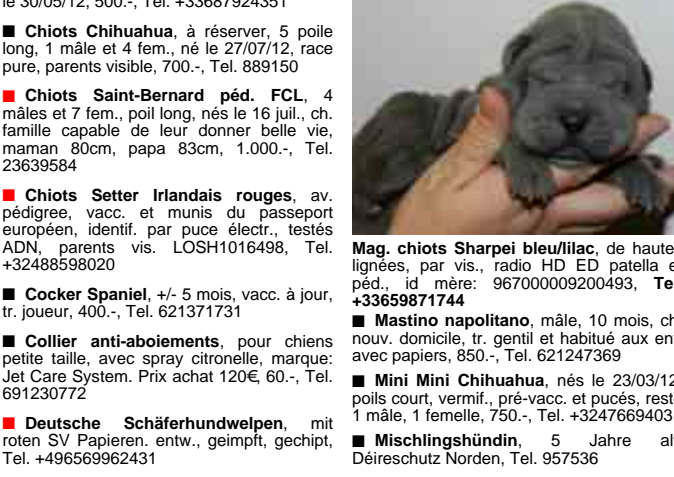 le 30/05/12, 500.-, Tel. +33687924351
■ Chiots Chihuahua, à réserver, 5 poile
long, 1 mâle et 4 fem., né le 27/07/12, race
pure, parents visible, 700.-, Tel. 889150
■ Chiots Saint-Bernard péd. FCL, 4
mâles et 7 fem., poil long, nés le 16 juil., ch.
famille capable de leur donner belle vie,
maman 80cm, papa 83cm, 1.000.-, Tel.
23639584
■ Chiots Setter Irlandais rouges, av.
pédigree, vacc. et munis du passeport
européen, identif. par puce électr., testés
ADN, parents vis. LOSH1016498, Tel.
+32488598020
■ Cocker Spaniel, +/- 5 mois, vacc. à jour,
tr. joueur, 400.-, Tel. 621371731
■ Collier anti-aboiements, pour chiens
petite taille, avec spray citronelle, marque:
Jet Care System. Prix achat 120€, 60.-, Tel.
691230772
■ Deutsche Schäferhundwelpen, mit
roten SV Papieren. entw., geimpft, gechipt,
Tel. +496569962431
Mag. chiots Sharpei bleu/lilac, de haute
lignées, par vis., radio HD ED patella e
péd., id mère: 967000009200493, Te
+33659871744
■ Mastino napolitano, mâle, 10 mois, ch
nouv. domicile, tr. gentil et habitué aux en
avec papiers, 850.-, Tel. 621247369
■ Mini Mini Chihuahua, nés le 23/03/12
poils court, vermif., pré-vacc. et pucés, rest
1 mâle, 1 femelle, 750.-, Tel. +3247669403
■ Mischlingshündin, 5 Jahre al
Déireschutz Norden, Tel. 957536